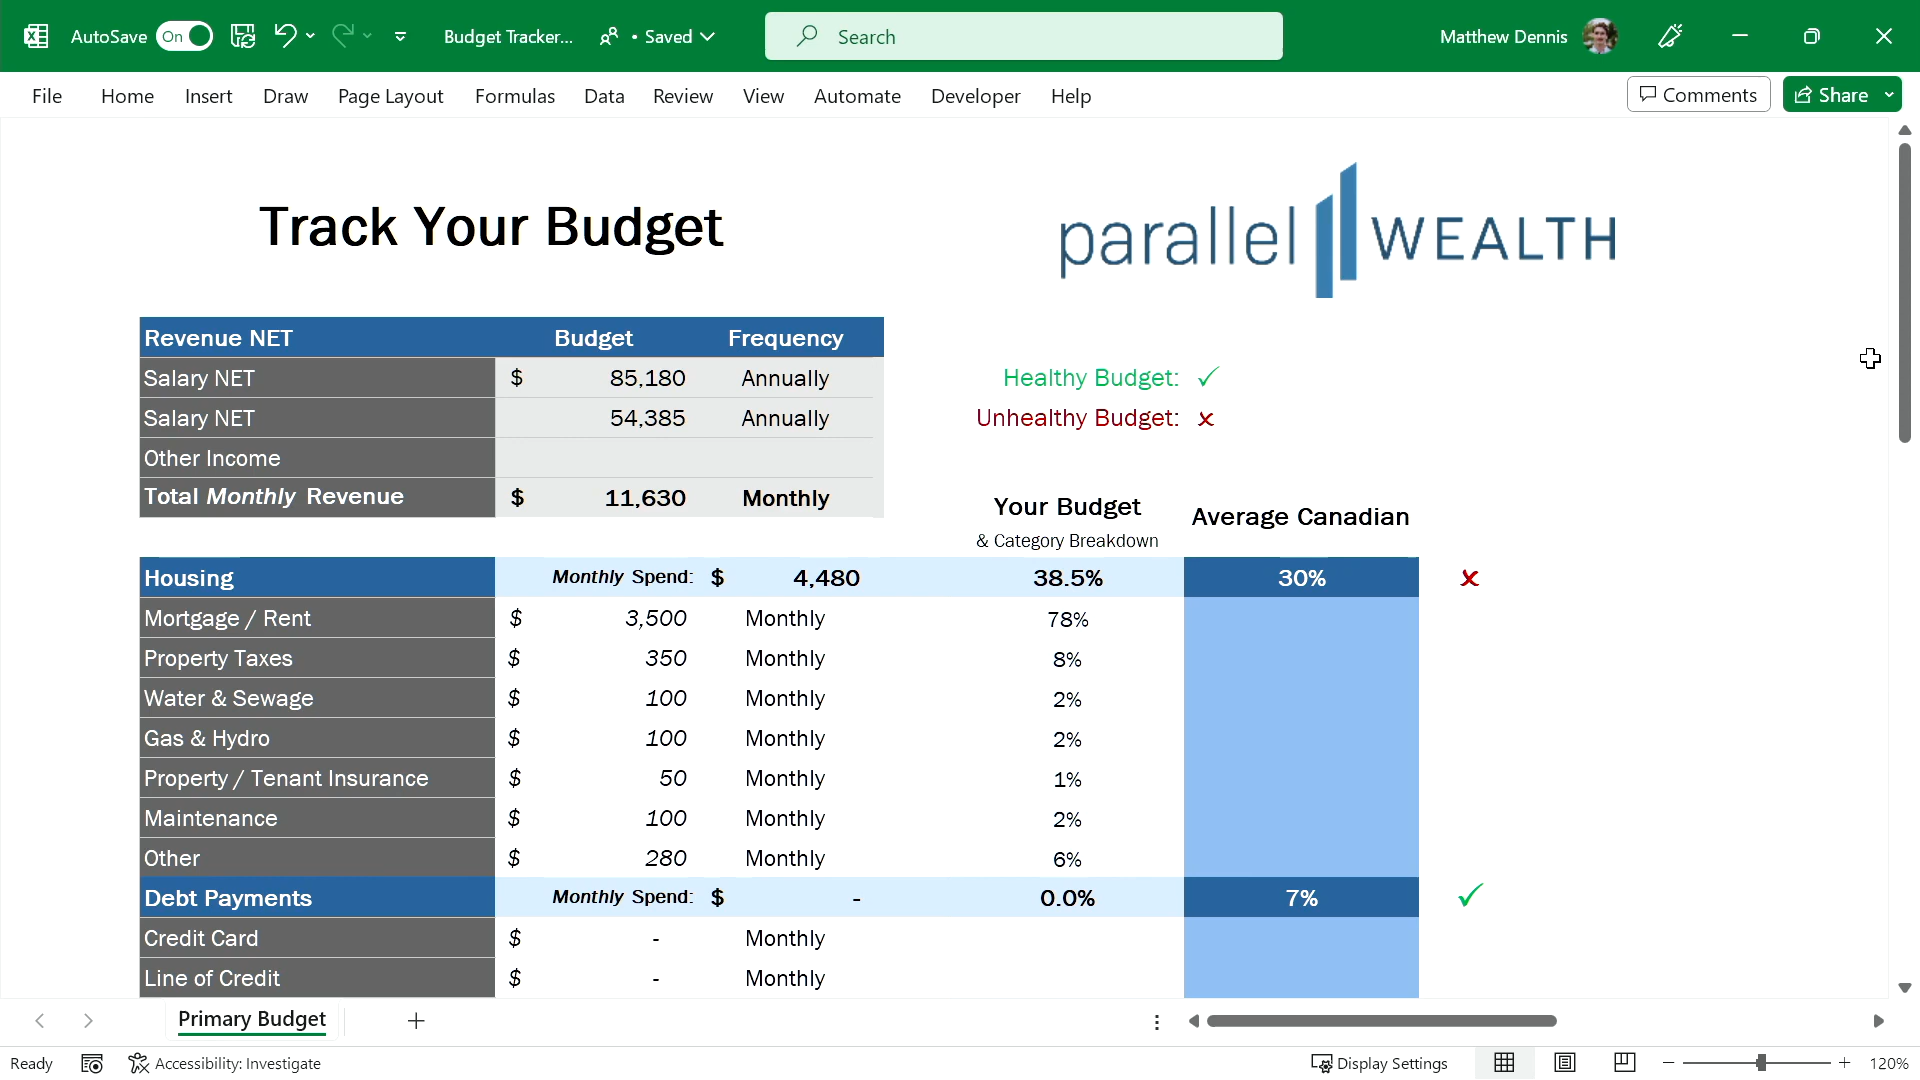 AutoSave On Budget Tracker... • Saved Search Matthew Dennis
File Home Insert Draw Page Layout Formulas Data Review View Automate Developer Help Comments Share
Track Your Budget
parallel WEALTH
Revenue NET Budget Frequency
Salary NET $ 85,180 Annually
Healthy Budget: ✓
Salary NET 54,385 Annually
Unhealthy Budget: ✗
Other Income
Total Monthly Revenue $ 11,630 Monthly
Your Budget
& Category Breakdown
Average Canadian
Housing Monthly Spend: $ 4,480 38.5% 30% ✗
Mortgage / Rent $ 3,500 Monthly 78%
Property Taxes $ 350 Monthly 8%
Water & Sewage $ 100 Monthly 2%
Gas & Hydro $ 100 Monthly 2%
Property / Tenant Insurance $ 50 Monthly 1%
Maintenance $ 100 Monthly 2%
Other $ 280 Monthly 6%
Debt Payments Monthly Spend: $ - 0.0% 7% ✓
Credit Card $ - Monthly
Line of Credit $ - Monthly
Primary Budget
Ready Accessibility: Investigate Display Settings 120%